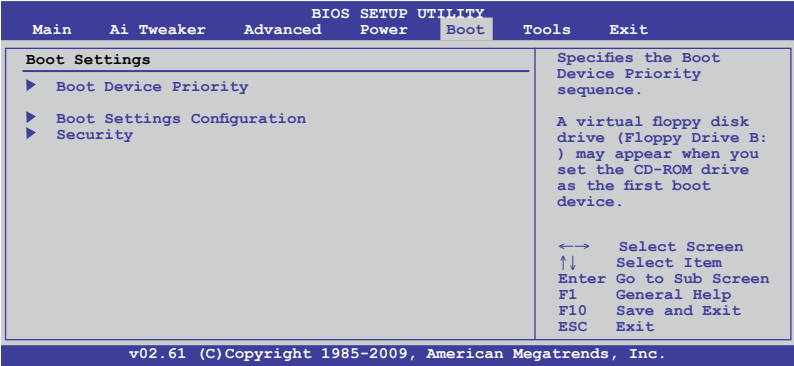 BIOS SETUP UTILITY
Main Ai Tweaker Advanced Power Boot Tools Exit
Boot Settings
Boot Device Priority
Boot Settings Configuration
Security
Specifies the Boot
Device Priority
sequence.
A virtual floppy disk
drive (Floppy Drive B:
) may appear when you
set the CD-ROM drive
as the first boot
device.
←→ Select Screen
↑↓ Select Item
Enter Go to Sub Screen
F1 General Help
F10 Save and Exit
ESC Exit
v02.61 (C)Copyright 1985-2009, American Megatrends, Inc.